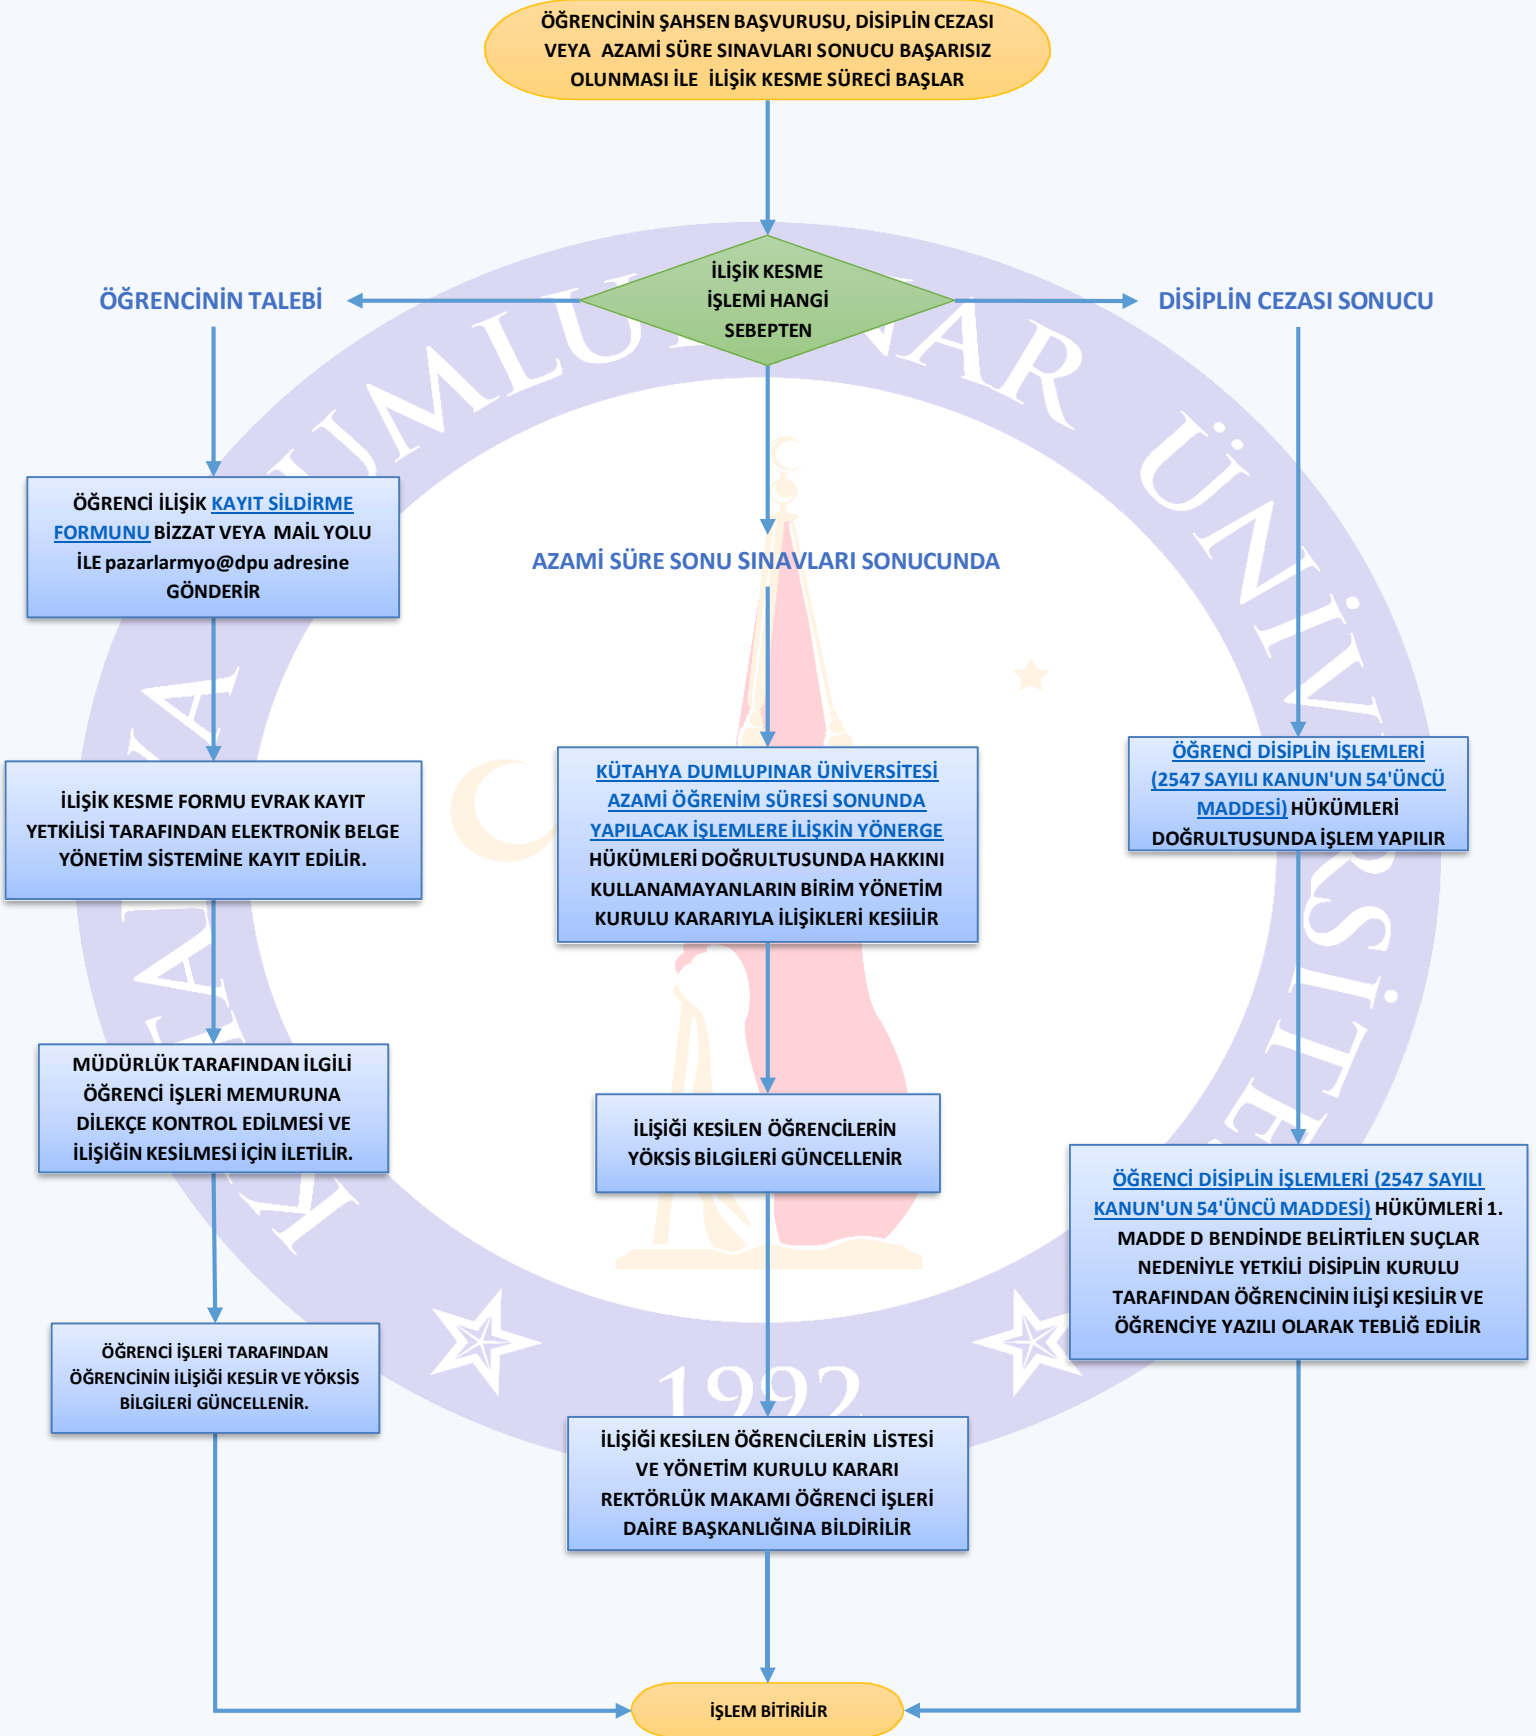 ÖĞRENCİNİN ŞAHSEN BAŞVURUSU, DİSİPLİN CEZASI
VEYA AZAMİ SÜRE SINAVLARI SONUCU BAŞARISIZ
OLUNMASI İLE İLİŞİK KESME SÜRECİ BAŞLAR
İLİŞİK KESME
İŞLEMİ HANGİ
SEBEPTEN
ÖĞRENCİNİN TALEBİ
DİSİPLİN CEZASI SONUCU
AZAMİ SÜRE SONU SINAVLARI SONUCUNDA
ÖĞRENCİ İLİŞİK KAYIT SİLDİRME
FORMUNU BİZZAT VEYA MAİL YOLU
İLE pazarlarmyo@dpu adresine
GÖNDERİR
İLİŞİK KESME FORMU EVRAK KAYIT
YETKİLİSİ TARAFINDAN ELEKTRONİK BELGE
YÖNETİM SİSTEMİNE KAYIT EDİLİR.
MÜDÜRLÜK TARAFINDAN İLGİLİ
ÖĞRENCİ İŞLERİ MEMURUNA
DİLEKÇE KONTROL EDİLMESİ VE
İLİŞİĞİN KESİLMESİ İÇİN İLETİLİR.
ÖĞRENCİ İŞLERİ TARAFINDAN
ÖĞRENCİNİN İLİŞİĞİ KESLİR VE YÖKSİS
BİLGİLERİ GÜNCELLENİR.
KÜTAHYA DUMLUPINAR ÜNİVERSİTESİ
AZAMİ ÖĞRENİM SÜRESİ SONUNDA
YAPILACAK İŞLEMLERE İLİŞKİN YÖNERGE
HÜKÜMLERİ DOĞRULTUSUNDA HAKKINI
KULLANAMAYANLARIN BİRİM YÖNETİM
KURULU KARARIYLA İLİŞİKLERİ KESİİLİR
İLİŞİĞİ KESİLEN ÖĞRENCİLERİN
YÖKSİS BİLGİLERİ GÜNCELLENİR
İLİŞİĞİ KESİLEN ÖĞRENCİLERİN LİSTESİ
VE YÖNETİM KURULU KARARI
REKTÖRLÜK MAKAMI ÖĞRENCİ İŞLERİ
DAİRE BAŞKANLIĞINA BİLDİRİLİR
ÖĞRENCİ DİSİPLİN İŞLEMLERİ
(2547 SAYILI KANUN'UN 54'ÜNCÜ
MADDESİ) HÜKÜMLERİ
DOĞRULTUSUNDA İŞLEM YAPILIR
ÖĞRENCİ DİSİPLİN İŞLEMLERİ (2547 SAYILI
KANUN'UN 54'ÜNCÜ MADDESİ) HÜKÜMLERİ 1.
MADDE D BENDİNDE BELİRTİLEN SUÇLAR
NEDENİYLE YETKİLİ DİSİPLİN KURULU
TARAFINDAN ÖĞRENCİNİN İLİŞİ KESİLİR VE
ÖĞRENCİYE YAZILI OLARAK TEBLİĞ EDİLİR
1992
İŞLEM BİTİRİLİR